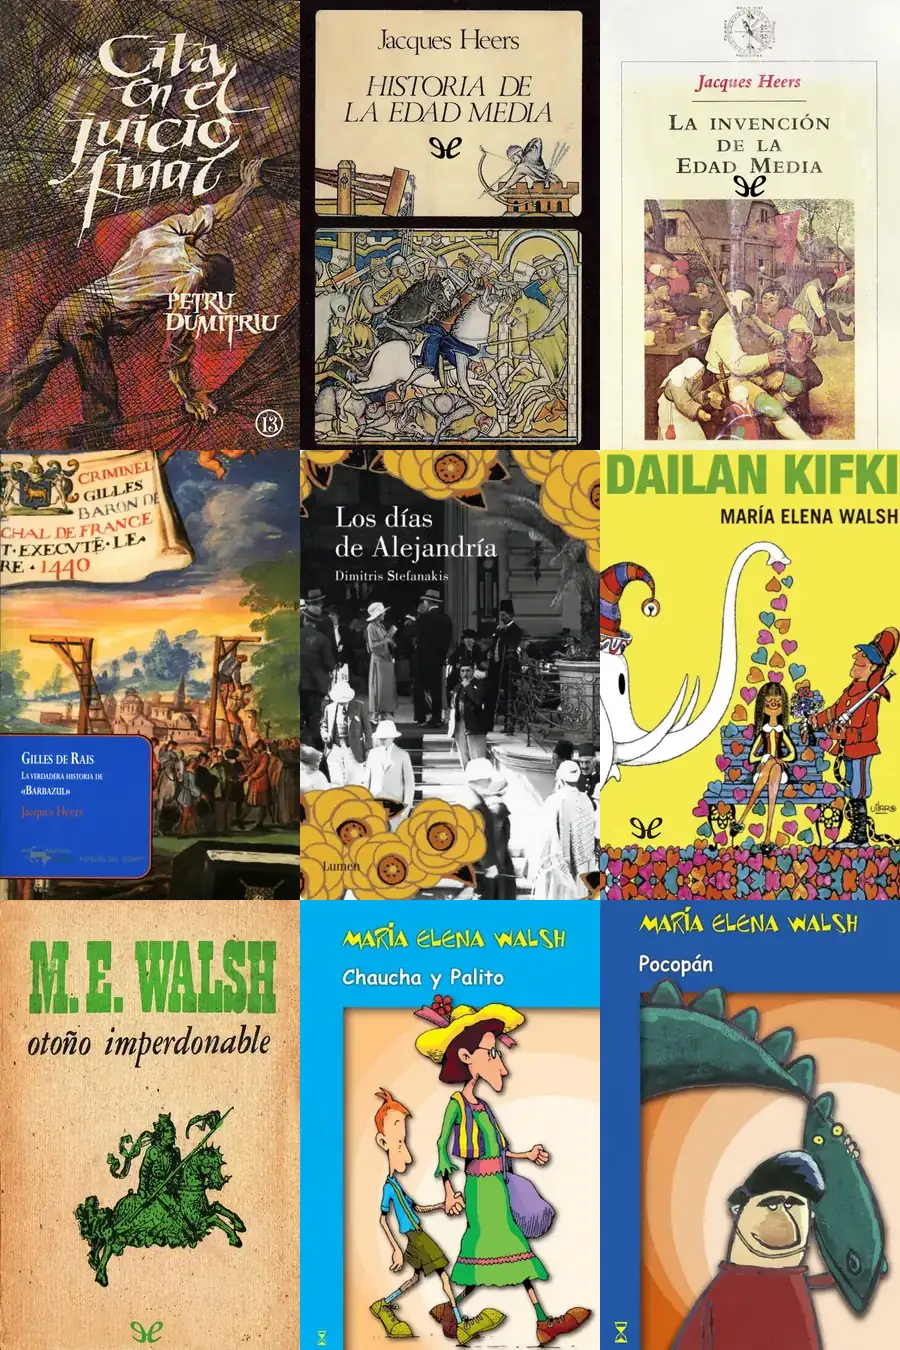 Cita
en el
juicio
final
PETRU
DUMITRIU
13
Jacques Heers
HISTORIA DE
LA EDAD MEDIA
Jacques Heers
LA INVENCIÓN
DE LA
EDAD MEDIA
CRIMINEL
GILLES
BARON DE
CHAL DE FRANCE
T·EXECVTÉ·LE·
RE·1440
GILLES DE RAIS
LA VERDADERA HISTORIA DE
«BARBAZUL»
Jacques Heers
Los días
de Alejandría
Dimitris Stefanakis
Lumen
DAILAN KIFKI
MARÍA ELENA WALSH
M.E.WALSH
otoño imperdonable
MARÍA ELENA WALSH
Chaucha y Palito
MARÍA ELENA WALSH
Pocopán